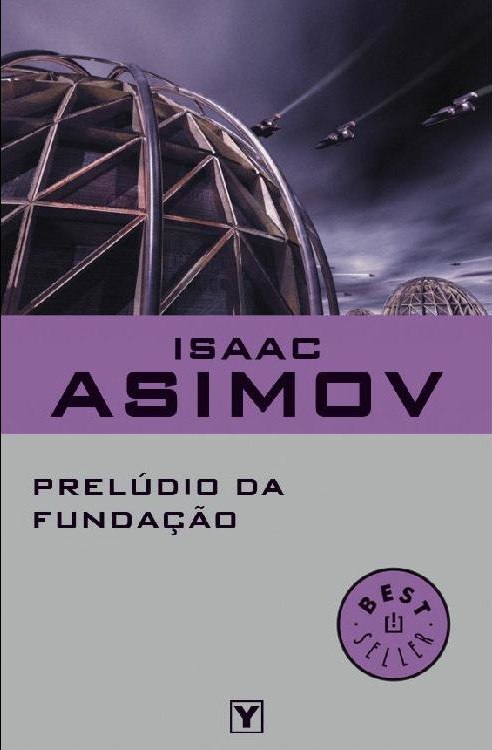 ISAAC
ASIMOV
PRELÚDIO DA
FUNDAÇÃO
BEST
SELLER
Y